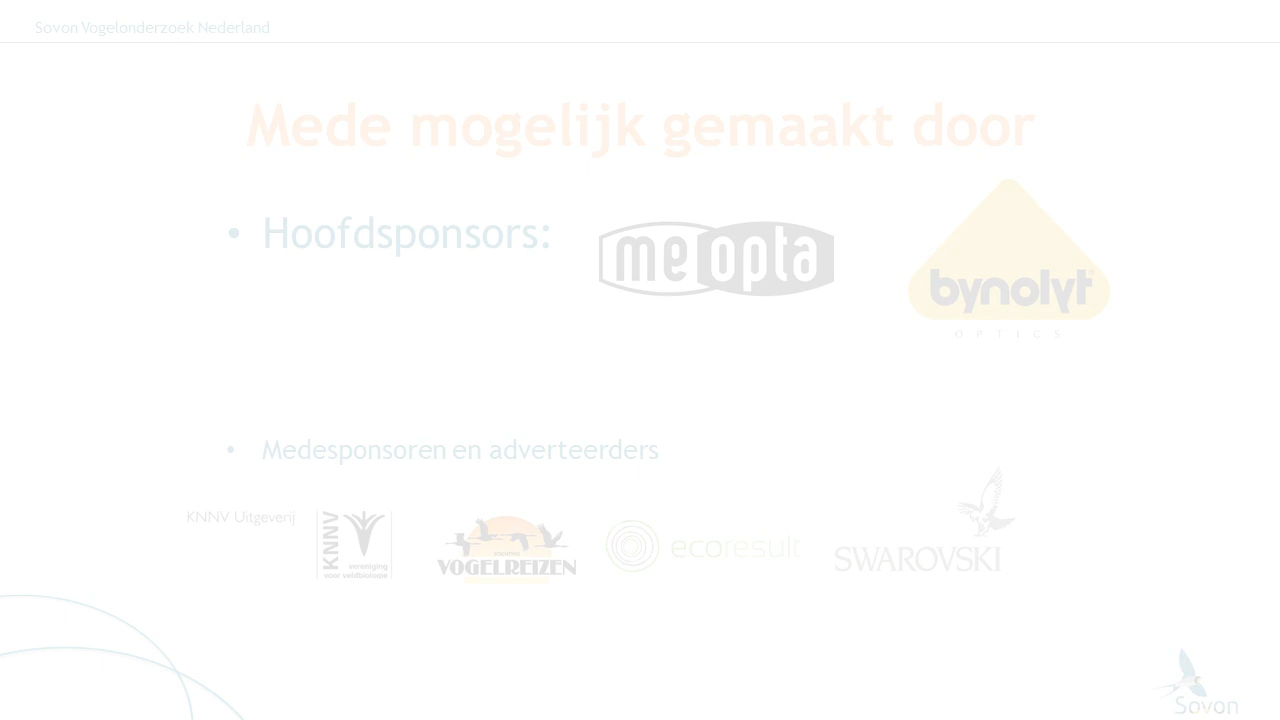 Sovon Vogelonderzoek Nederland
Mede mogelijk gemaakt door
• Hoofdsponsors:
meopta
bynolyt
OPTICS
• Medesponsoren en adverteerders
KNNV Uitgeverij
KNNV
vereniging
voor veldbiologie
VOGELREIZEN
ecoresult
SWAROVSKI
Sovon